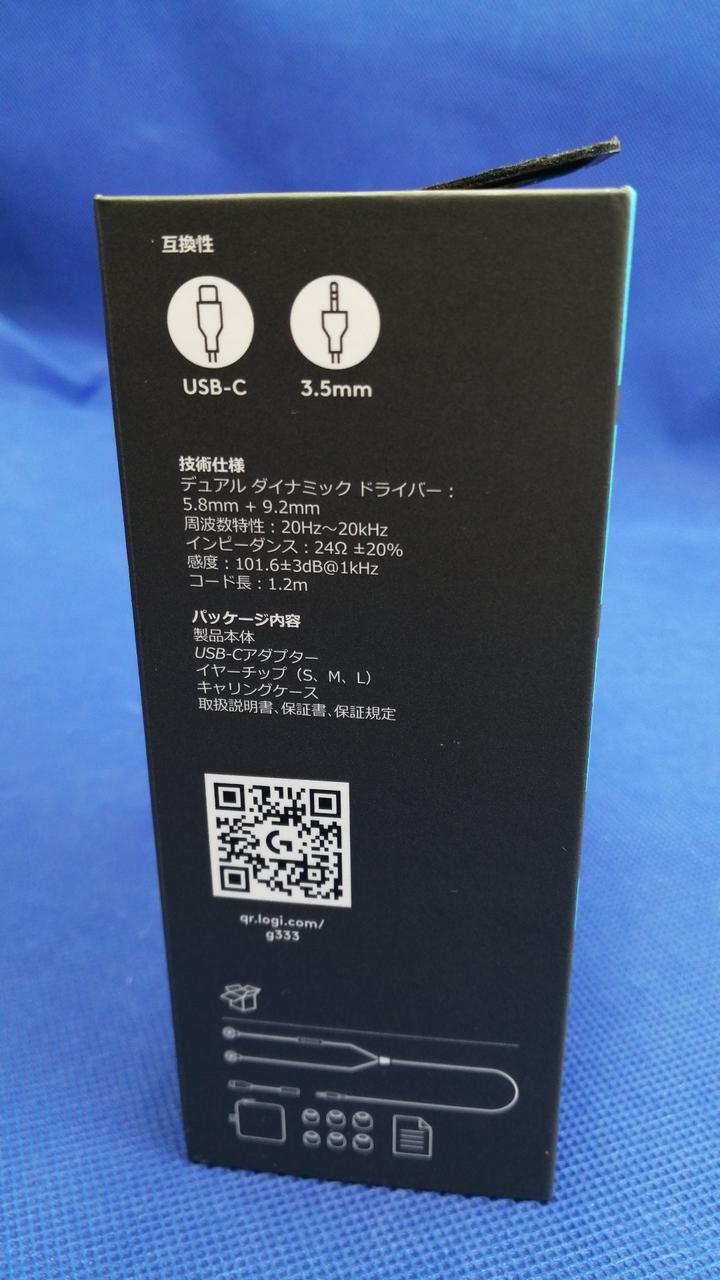 互換性
USB-C
3.5mm
技術仕様
デュアル ダイナミック ドライバー：
5.8mm + 9.2mm
周波数特性：20Hz～20kHz
インピーダンス：24Ω ±20%
感度：101.6±3dB@1kHz
コード長：1.2m
パッケージ内容
製品本体
USB-Cアダプター
イヤーチップ（S、M、L）
キャリングケース
取扱説明書､保証書､保証規定
G
qr.logi.com/
g333